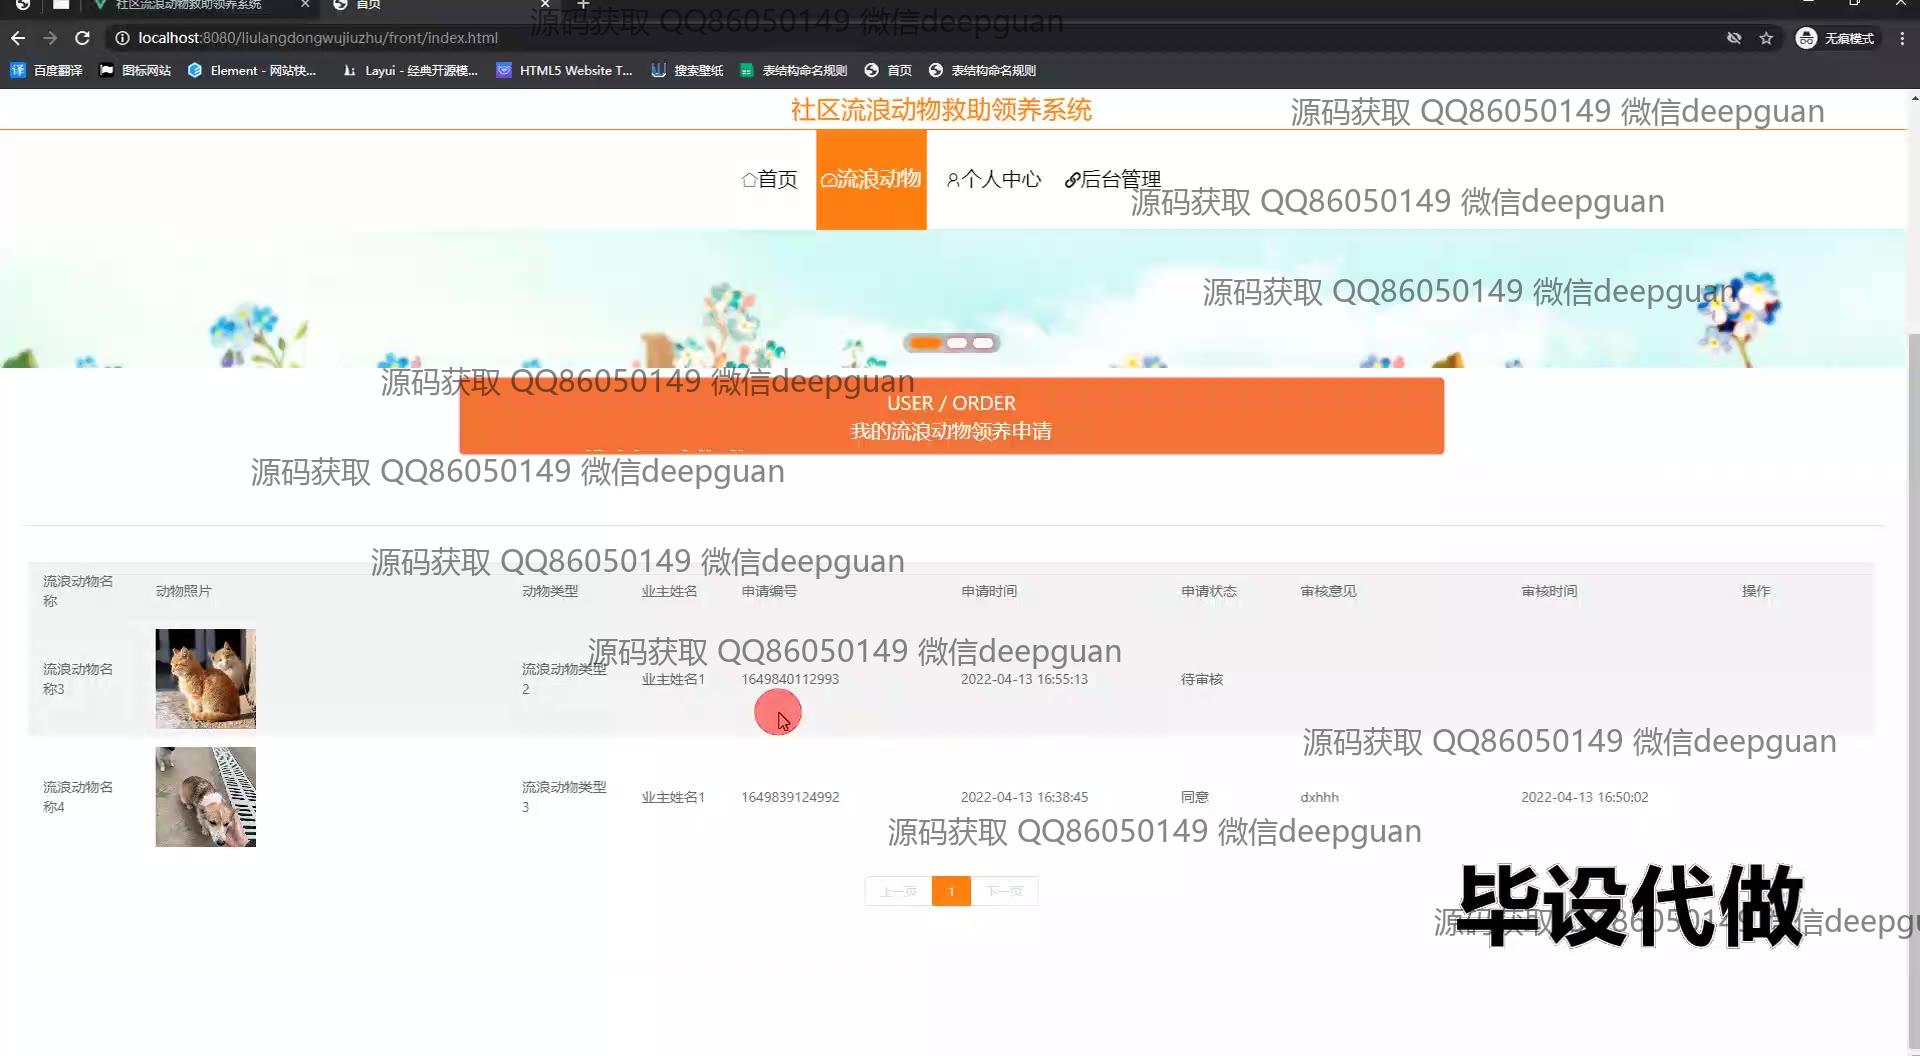 社区流浪动物救助领养系统
首页
源码获取 QQ86050149 微信deepguan
localhost:8080/liulangdongwujiuzhu/front/index.html
无痕模式
译 百度翻译
图标网站
Element - 网站快...
Layui - 经典开源模...
HTML5 Website T...
搜索壁纸
表结构命名规则
首页
表结构命名规则
社区流浪动物救助领养系统
源码获取 QQ86050149 微信deepguan
首页 流浪动物 个人中心 后台管理
源码获取 QQ86050149 微信deepguan
源码获取 QQ86050149 微信deepguan
源码获取 QQ86050149 微信deepguan
USER / ORDER
我的流浪动物领养申请
源码获取 QQ86050149 微信deepguan
源码获取 QQ86050149 微信deepguan
流浪动物名
称
动物照片
动物类型
业主姓名
申请编号
申请时间
申请状态
审核意见
审核时间
操作
源码获取 QQ86050149 微信deepguan
流浪动物名
称3
流浪动物类型
2
业主姓名1
1649840112993
2022-04-13 16:55:13
待审核
源码获取 QQ86050149 微信deepguan
流浪动物名
称4
流浪动物类型
3
业主姓名1
1649839124992
2022-04-13 16:38:45
同意
dxhhh
2022-04-13 16:50:02
源码获取 QQ86050149 微信deepguan
上一页 1 下一页
毕设代做